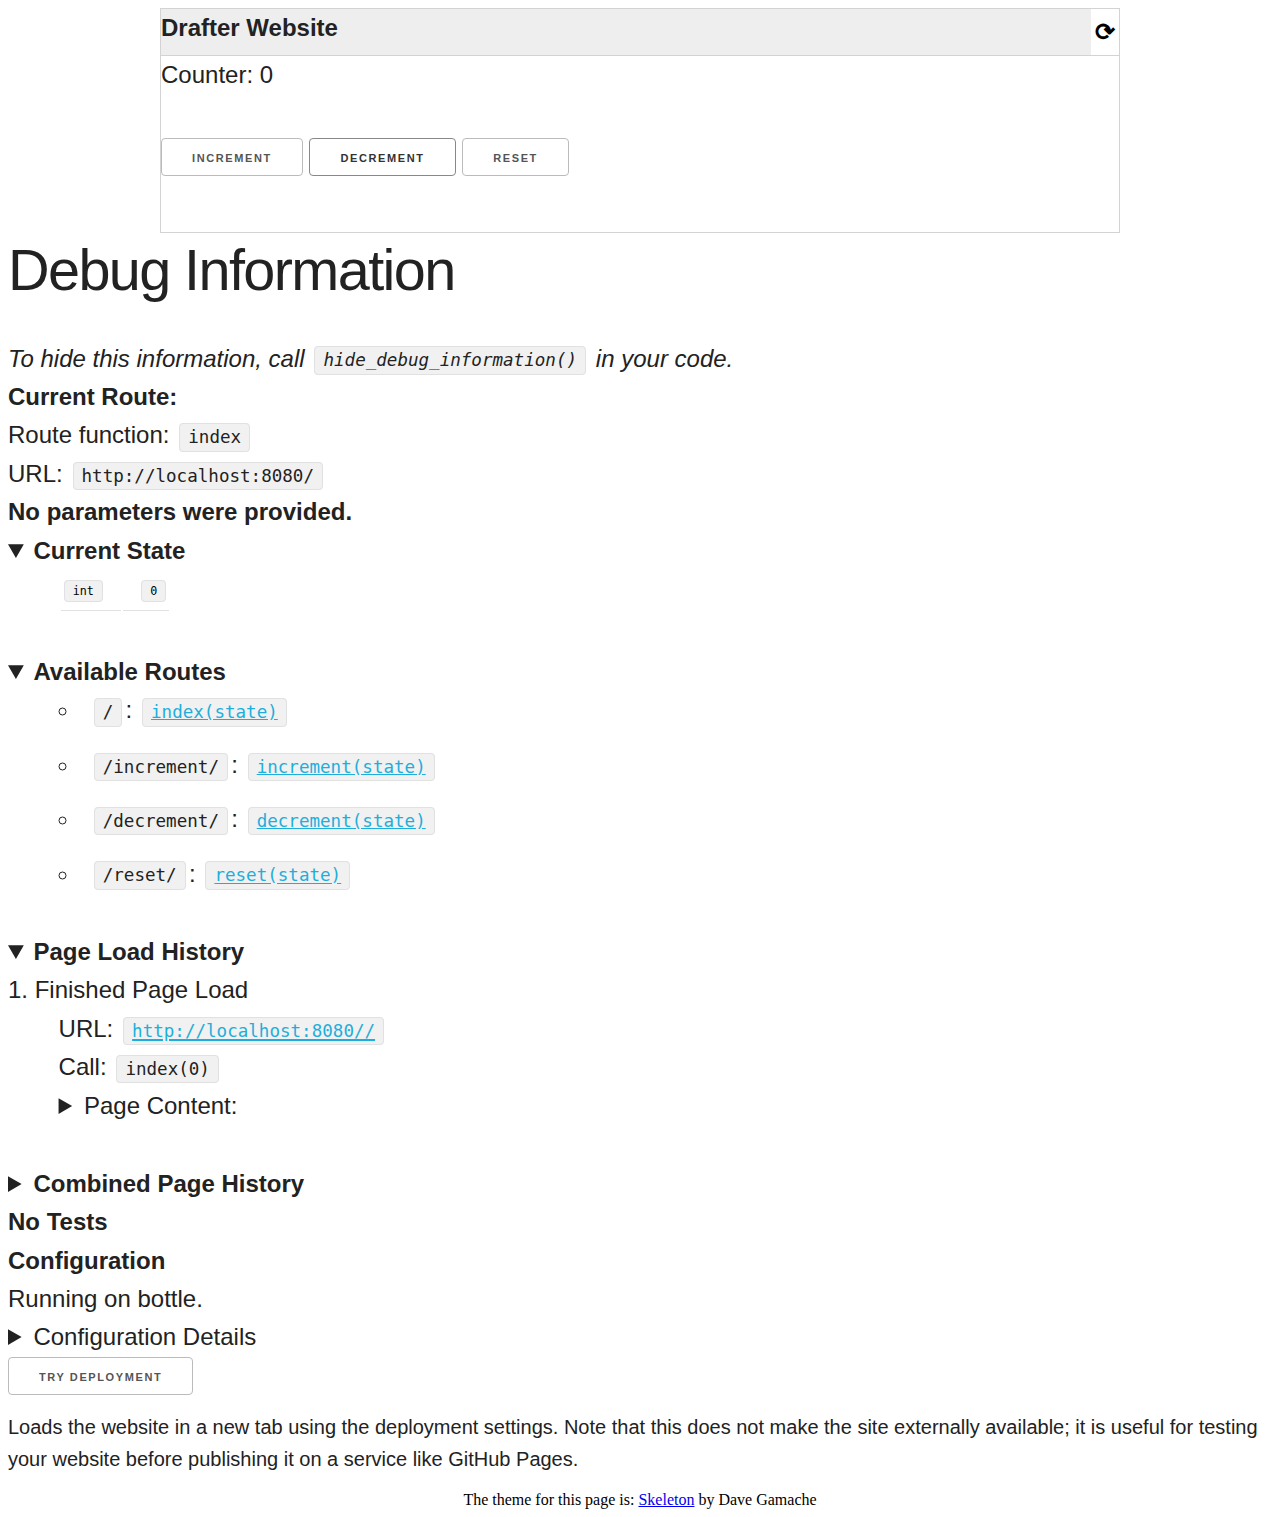 Drafter Website ⟳
Counter: 0
INCREMENT DECREMENT RESET
Debug Information
To hide this information, call hide_debug_information() in your code.
Current Route:
Route function: index
URL: http://localhost:8080/
No parameters were provided.
▼ Current State
int 0
▼ Available Routes
/ : index(state)
/increment/ : increment(state)
/decrement/ : decrement(state)
/reset/ : reset(state)
▼ Page Load History
1. Finished Page Load
URL: http://localhost:8080//
Call: index(0)
▶ Page Content:
▶ Combined Page History
No Tests
Configuration
Running on bottle.
▶ Configuration Details
TRY DEPLOYMENT
Loads the website in a new tab using the deployment settings. Note that this does not make the site externally available; it is useful for testing
your website before publishing it on a service like GitHub Pages.
The theme for this page is: Skeleton by Dave Gamache